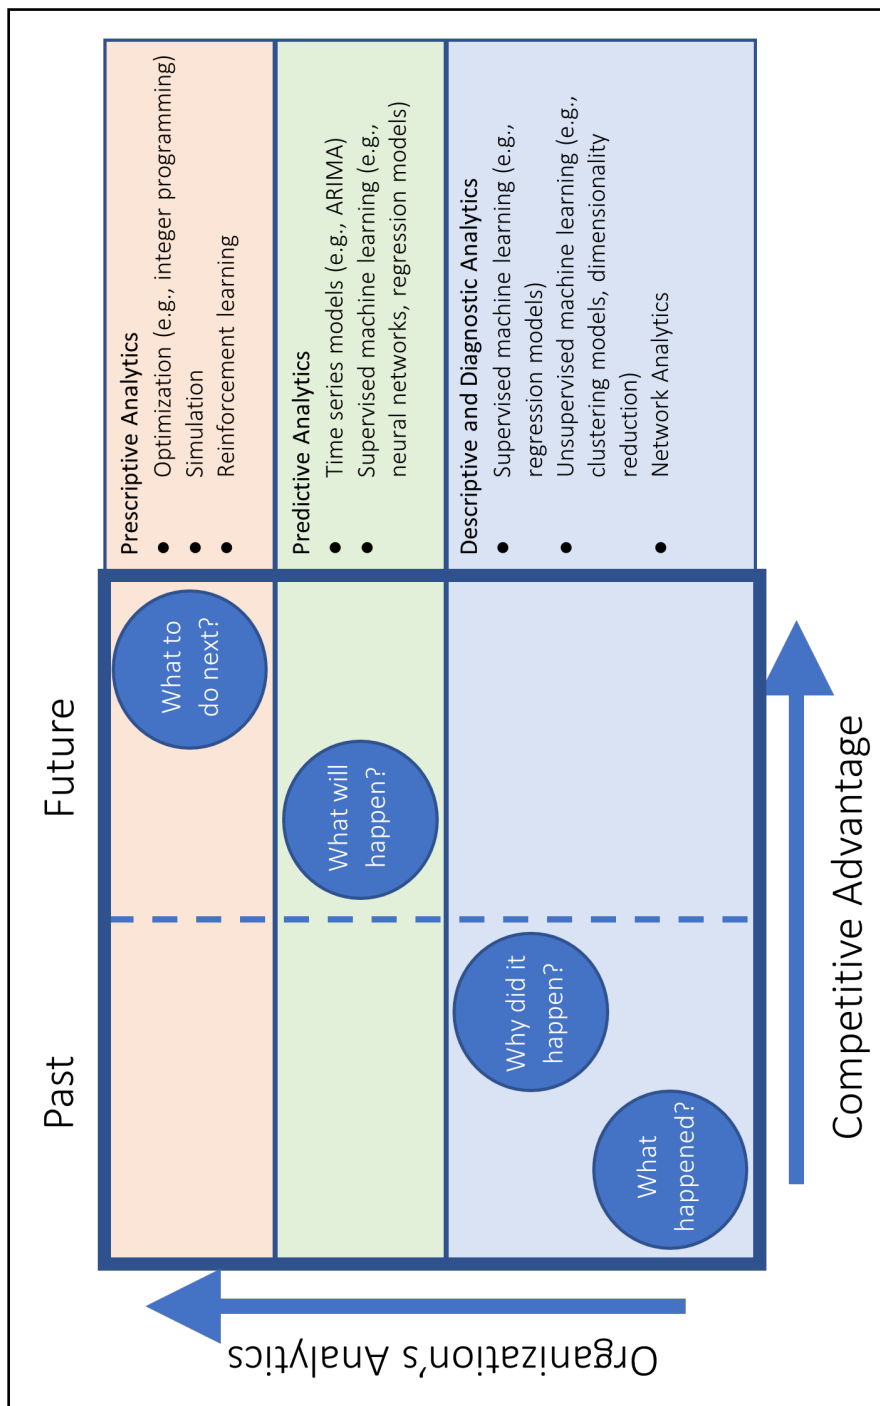 Past
Future
Organization's Analytics
What to
do next?
Prescriptive Analytics
● Optimization (e.g., integer programming)
● Simulation
● Reinforcement learning
What will
happen?
Predictive Analytics
● Time series models (e.g., ARIMA)
● Supervised machine learning (e.g.,
neural networks, regression models)
Why did it
happen?
What
happened?
Descriptive and Diagnostic Analytics
● Supervised machine learning (e.g.,
regression models)
● Unsupervised machine learning (e.g.,
clustering models, dimensionality
reduction)
● Network Analytics
Competitive Advantage